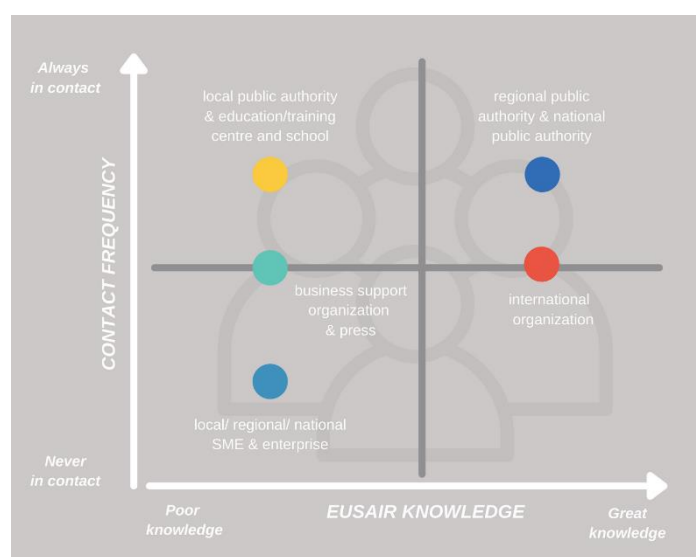 Always
in contact
local public authority
& education/training
centre and school
regional public
authority & national
public authority
CONTACT FREQUENCY
business support
organization
& press
international
organization
local/ regional/ national
SME & enterprise
Never
in contact
Poor
knowledge
EUSAIR KNOWLEDGE
Great
knowledge